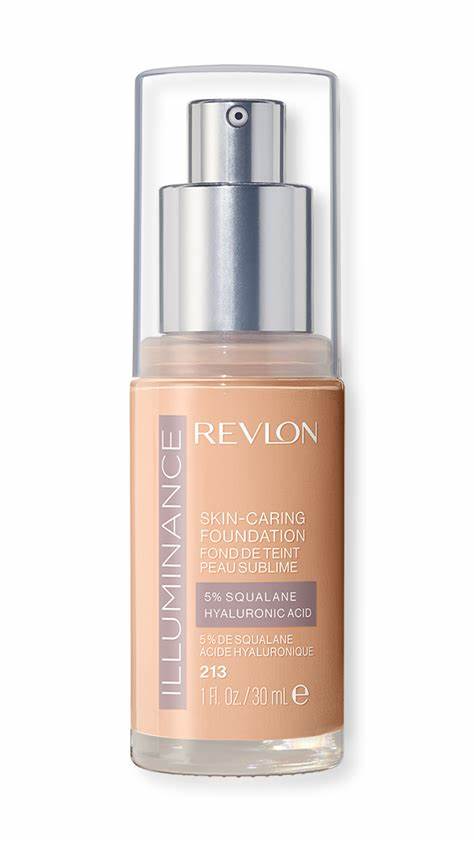 ILLUMINANCE
REVLON
SKIN-CARING
FOUNDATION
FOND DE TEINT
PEAU SUBLIME
5% SQUALANE
HYALURONIC ACID
5% DE SQUALANE
ACIDE HYALURONIQUE
213
1 Fl. Oz./30 mL ℮